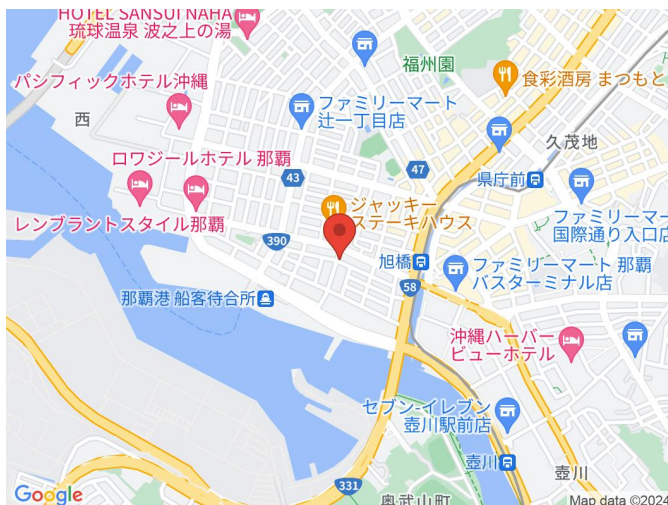 HOTEL SANSUI NAHA
琉球温泉 波之上の湯
福州園
食彩酒房 まつもと
パシフィックホテル沖縄
西
ファミリーマート
辻一丁目店
久茂地
ロワジールホテル 那覇
43
47
県庁前
レンブラントスタイル那覇
ジャッキー
ステーキハウス
ファミリーマー
国際通り入口店
390
旭橋
58
ファミリーマート 那覇
バスターミナル店
那覇港 船客待合所
沖縄ハーバー
ビューホテル
セブン-イレブン
壺川駅前店
壺川
壺川
331
奥武山町
Google
Map data ©2024